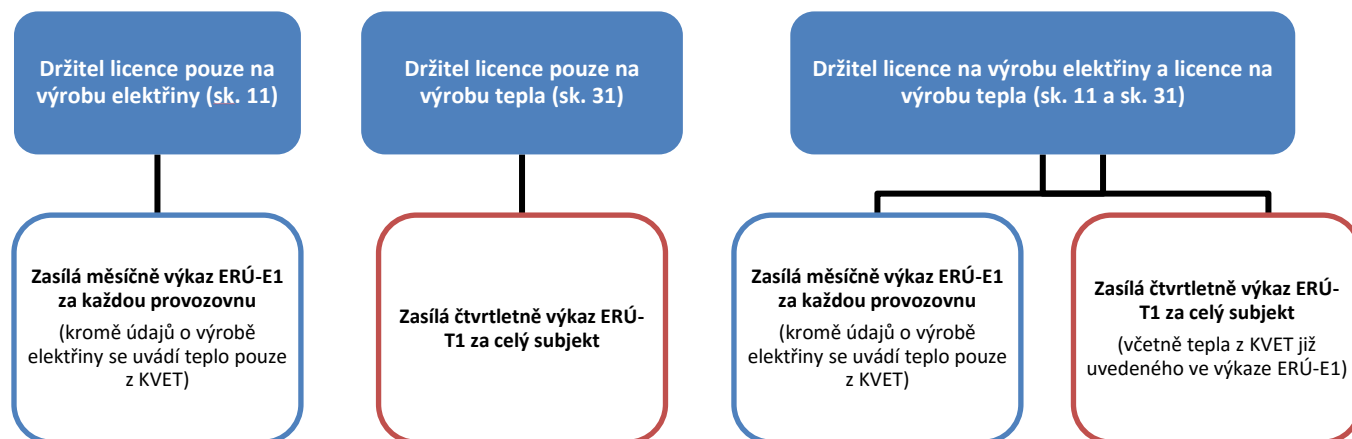 Držitel licence pouze na
výrobu elektřiny (sk. 11)
Držitel licence pouze na
výrobu tepla (sk. 31)
Držitel licence na výrobu elektřiny a licence na
výrobu tepla (sk. 11 a sk. 31)
Zasílá měsíčně výkaz ERÚ-E1
za každou provozovnu
(kromě údajů o výrobě
elektřiny se uvádí teplo pouze
z KVET)
Zasílá čtvrtletně výkaz ERÚ-
T1 za celý subjekt
Zasílá měsíčně výkaz ERÚ-E1
za každou provozovnu
(kromě údajů o výrobě
elektřiny se uvádí teplo pouze
z KVET)
Zasílá čtvrtletně výkaz ERÚ-
T1 za celý subjekt
(včetně tepla z KVET již
uvedeného ve výkaze ERÚ-E1)